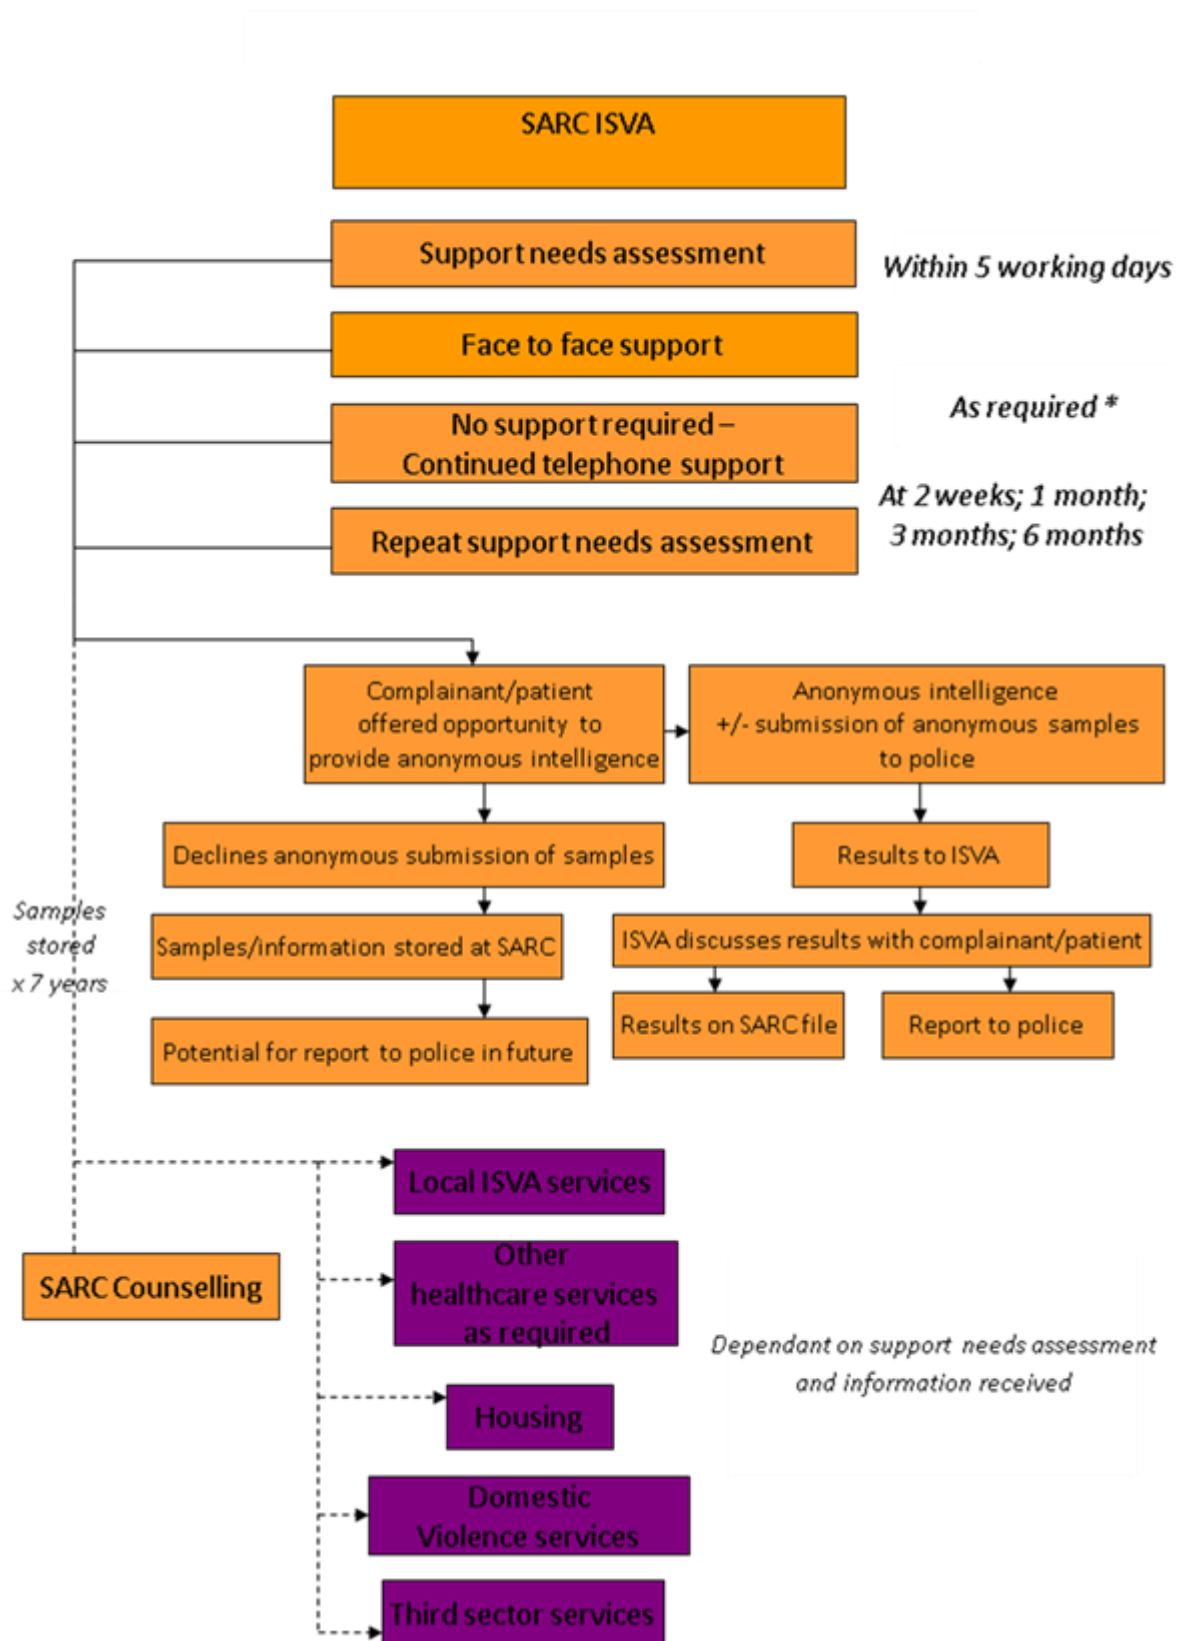 SARC ISVA
Support needs assessment
Within 5 working days
Face to face support
As required *
No support required –
Continued telephone support
At 2 weeks; 1 month;
3 months; 6 months
Repeat support needs assessment
Complainant/patient
offered opportunity to
provide anonymous intelligence
Anonymous intelligence
+/- submission of anonymous samples
to police
Declines anonymous submission of samples
Results to ISVA
Samples
stored
x 7 years
Samples/information stored at SARC
ISVA discusses results with complainant/patient
Potential for report to police in future
Results on SARC file
Report to police
Local ISVA services
SARC Counselling
Other
healthcare services
as required
Dependant on support needs assessment
and information received
Housing
Domestic
Violence services
Third sector services